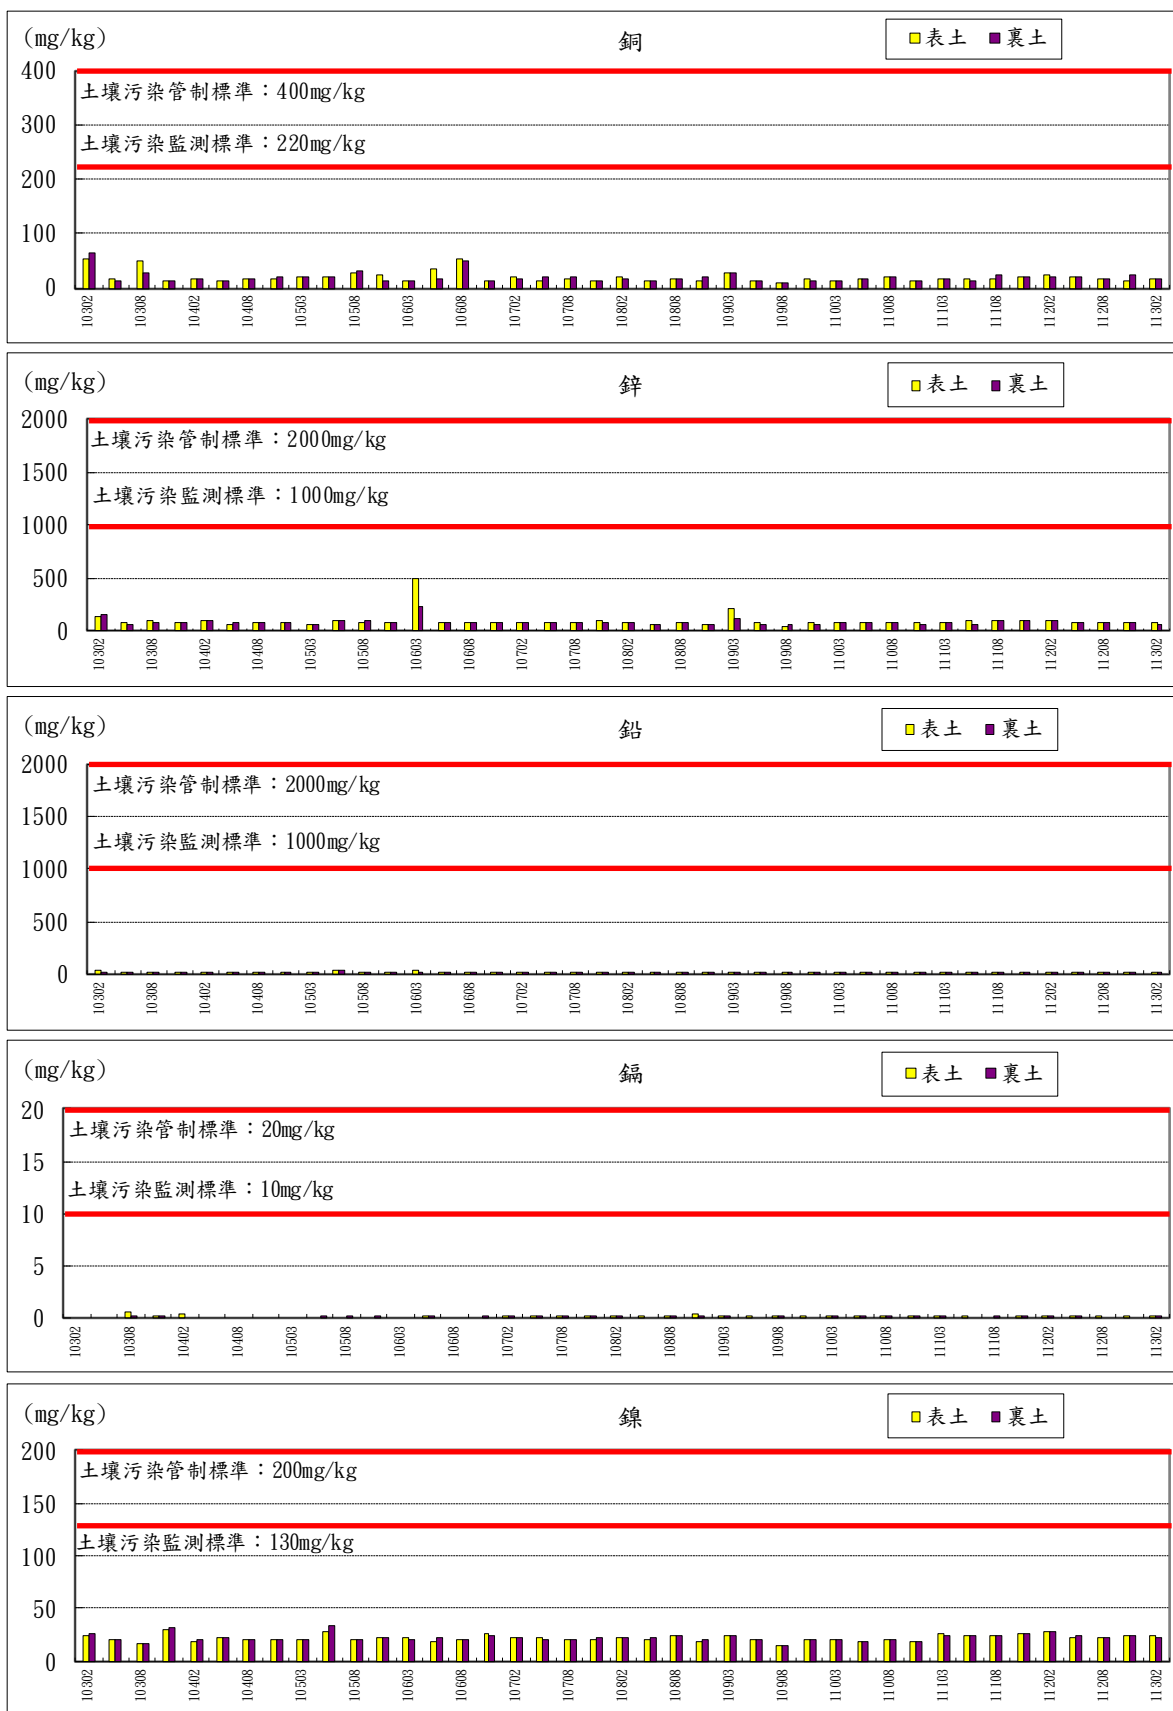 (mg/kg)
銅
表土 裏土
400
土壤污染管制標準：400mg/kg
300
土壤污染監測標準：220mg/kg
200
100
0
10302 10308 10402 10408 10503 10508 10603 10608 10702 10708 10802 10808 10903 10908 11003 11008 11103 11108 11202 11208 11302
(mg/kg)
鋅
表土 裏土
2000
土壤污染管制標準：2000mg/kg
1500
土壤污染監測標準：1000mg/kg
1000
500
0
10302 10308 10402 10408 10503 10508 10603 10608 10702 10708 10802 10808 10903 10908 11003 11008 11103 11108 11202 11208 11302
(mg/kg)
鉛
表土 裏土
2000
土壤污染管制標準：2000mg/kg
1500
土壤污染監測標準：1000mg/kg
1000
500
0
10302 10308 10402 10408 10503 10508 10603 10608 10702 10708 10802 10808 10903 10908 11003 11008 11103 11108 11202 11208 11302
(mg/kg)
鎘
表土 裏土
20
土壤污染管制標準：20mg/kg
15
土壤污染監測標準：10mg/kg
10
5
0
10302 10308 10402 10408 10503 10508 10603 10608 10702 10708 10802 10808 10903 10908 11003 11008 11103 11108 11202 11208 11302
(mg/kg)
鎳
表土 裏土
200
土壤污染管制標準：200mg/kg
150
土壤污染監測標準：130mg/kg
100
50
0
10302 10308 10402 10408 10503 10508 10603 10608 10702 10708 10802 10808 10903 10908 11003 11008 11103 11108 11202 11208 11302